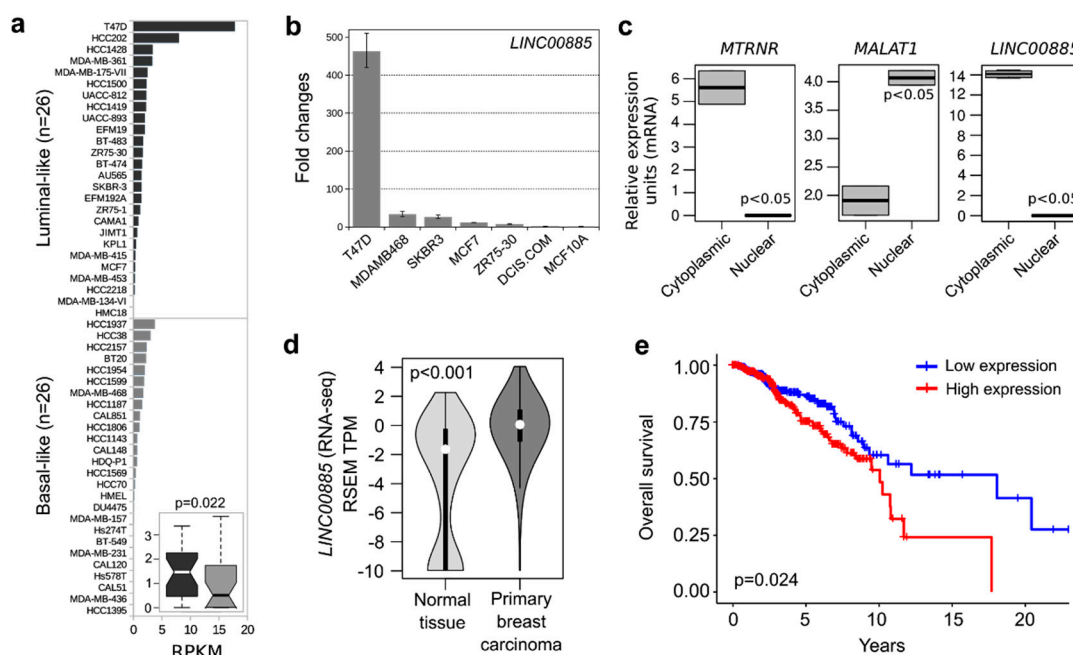 a
Luminal-like (n=26)
T47D
HCC202
HCC1428
MDA-MB-361
MDA-MB-175-VII
HCC1500
UACC-812
HCC1419
UACC-893
EFM19
BT-483
ZR75-30
BT-474
AU565
SKBR-3
EFM192A
ZR75-1
CAMA1
JIMT1
KPL1
MDA-MB-415
MCF7
MDA-MB-453
HCC2218
MDA-MB-134-VI
HMC18
Basal-like (n=26)
HCC1937
HCC38
HCC2157
BT20
HCC1954
HCC1599
MDA-MB-468
HCC1187
CAL851
HCC1806
HCC1143
CAL148
HDQ-P1
HCC1569
HCC70
HMEL
DU4475
MDA-MB-157
Hs274T
BT-549
MDA-MB-231
CAL120
Hs578T
CAL51
MDA-MB-436
HCC1395
p=0.022
3
2
1
0
0 5 10 15 20
RPKM
b
LINC00885
Fold changes
500
400
300
200
100
0
T47D
MDAMB468
SKBR3
MCF7
ZR75-30
DCIS.COM
MCF10A
c
Relative expression
units (mRNA)
MTRNR
6
5
4
3
2
1
0
p<0.05
Cytoplasmic
Nuclear
MALAT1
4.0
3.5
3.0
2.5
2.0
p<0.05
Cytoplasmic
Nuclear
LINC00885
14
12
10
8
6
4
2
0
p<0.05
Cytoplasmic
Nuclear
d
LINC00885 (RNA-seq)
RSEM TPM
p<0.001
4
2
0
-2
-4
-6
-8
-10
Normal
tissue
Primary
breast
carcinoma
e
Overall survival
1.00
0.75
0.50
0.25
0.00
Low expression
High expression
p=0.024
0 5 10 15 20
Years